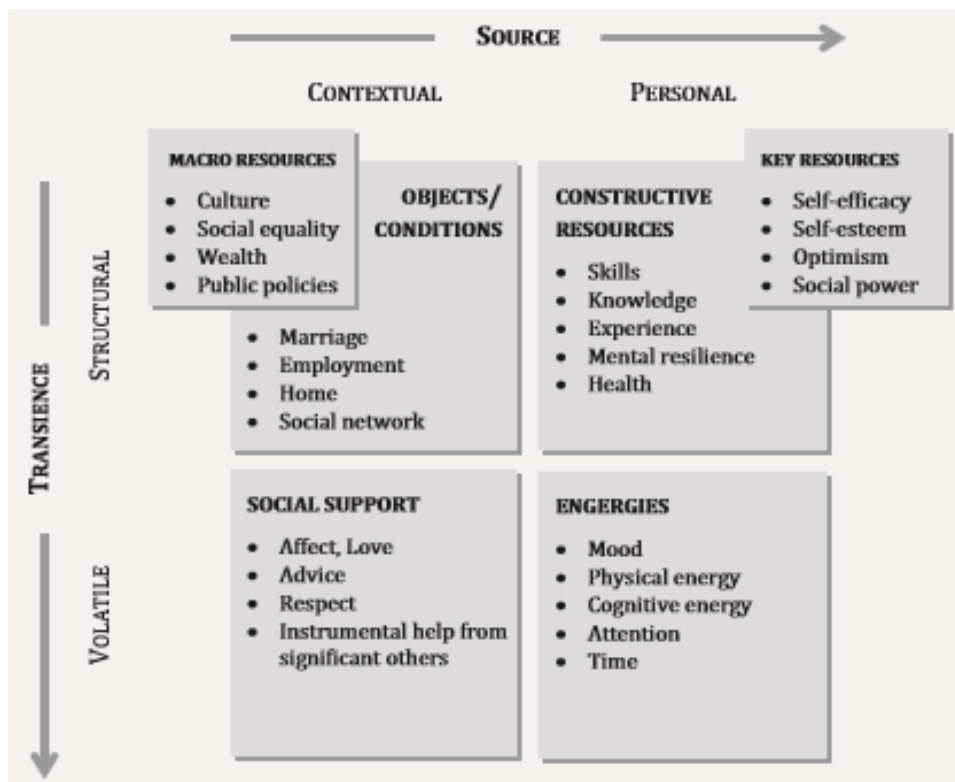 SOURCE
CONTEXTUAL
PERSONAL
MACRO RESOURCES
• Culture
• Social equality
• Wealth
• Public policies
OBJECTS/
CONDITIONS
• Marriage
• Employment
• Home
• Social network
CONSTRUCTIVE
RESOURCES
• Skills
• Knowledge
• Experience
• Mental resilience
• Health
KEY RESOURCES
• Self-efficacy
• Self-esteem
• Optimism
• Social power
TRANSIENCE
STRUCTURAL
VOLATILE
SOCIAL SUPPORT
• Affect, Love
• Advice
• Respect
• Instrumental help from
significant others
ENGERGIES
• Mood
• Physical energy
• Cognitive energy
• Attention
• Time